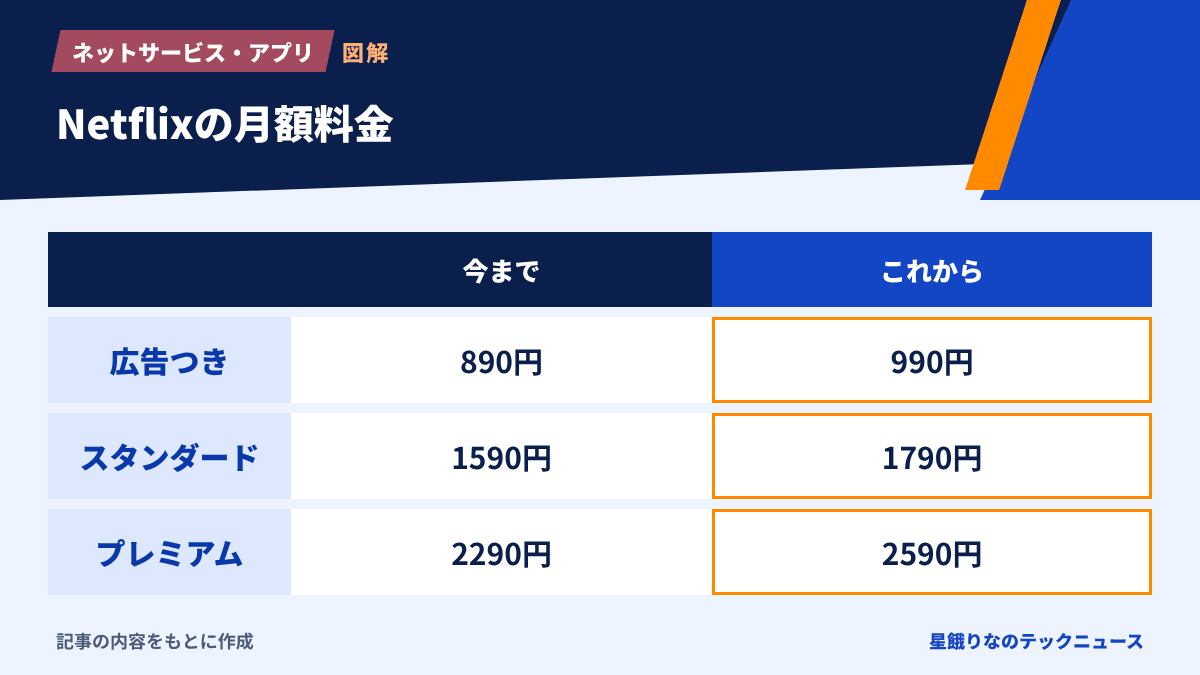 ネットサービス・アプリ 図解
Netflixの月額料金
今まで これから
広告つき 890円 990円
スタンダード 1590円 1790円
プレミアム 2290円 2590円
記事の内容をもとに作成 星餓りなのテックニュース